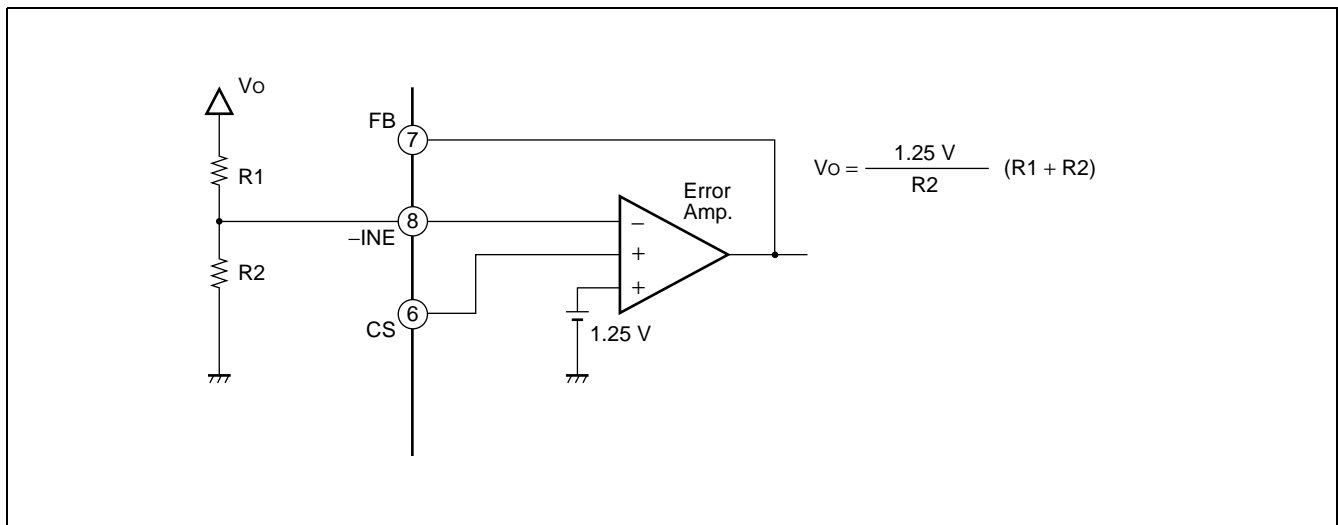 VO
R1
R2
FB
7
8
−INE
6
CS
Error
Amp.
−
+
+
1.25 V
VO = 1.25 V / R2 (R1 + R2)